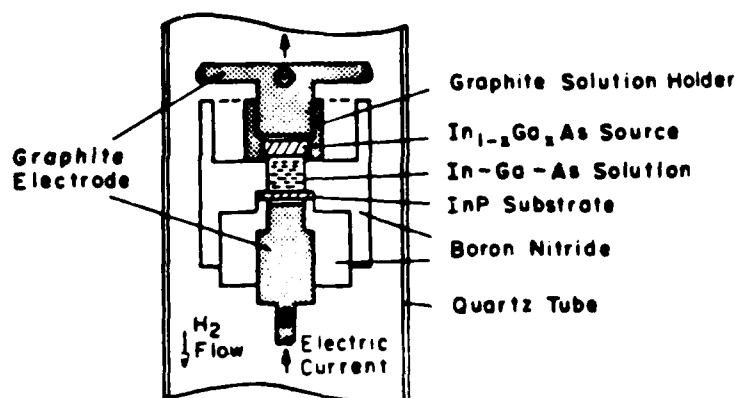 Graphite Solution Holder
In1-xGaxAs Source
Graphite
Electrode
In-Ga-As Solution
InP Substrate
Boron Nitride
Quartz Tube
H2
Flow
Electric
Current